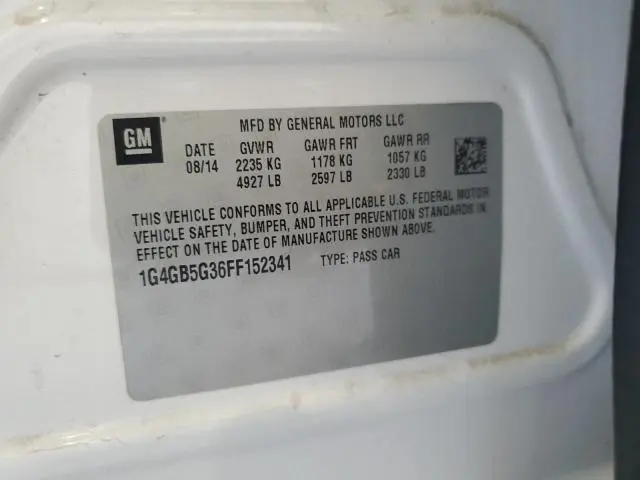 GM
MFD BY GENERAL MOTORS LLC
DATE GVWR GAWR FRT GAWR RR
08/14 2235 KG 1178 KG 1057 KG
4927 LB 2597 LB 2330 LB
THIS VEHICLE CONFORMS TO ALL APPLICABLE U.S. FEDERAL MOTOR
VEHICLE SAFETY, BUMPER, AND THEFT PREVENTION STANDARDS IN
EFFECT ON THE DATE OF MANUFACTURE SHOWN ABOVE.
1G4GB5G36FF152341 TYPE: PASS CAR